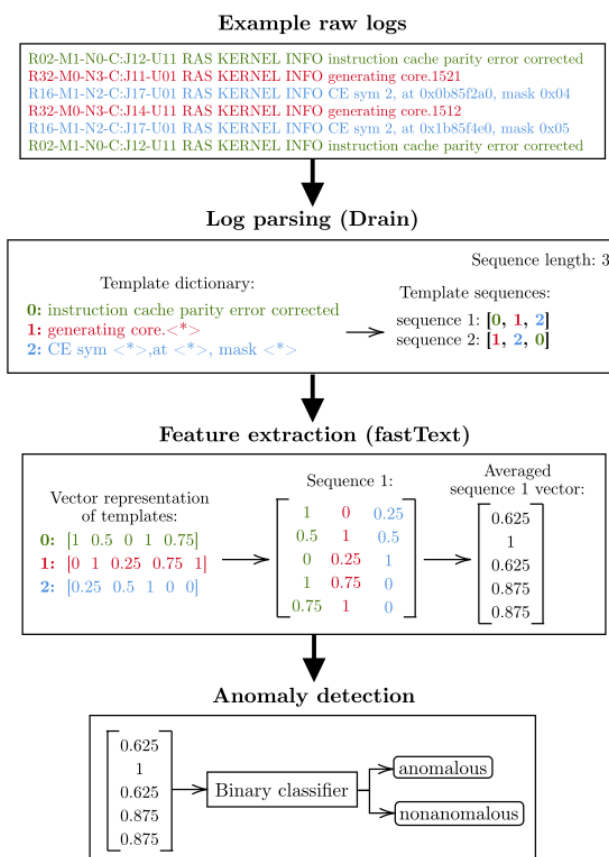 Example raw logs
R02-M1-N0-C:J12-U11 RAS KERNEL INFO instruction cache parity error corrected
R32-M0-N3-C:J11-U01 RAS KERNEL INFO generating core.1521
R16-M1-N2-C:J17-U01 RAS KERNEL INFO CE sym 2, at 0x0b85f2a0, mask 0x04
R32-M0-N3-C:J14-U11 RAS KERNEL INFO generating core.1512
R16-M1-N2-C:J17-U01 RAS KERNEL INFO CE sym 2, at 0x1b85f4e0, mask 0x05
R02-M1-N0-C:J12-U11 RAS KERNEL INFO instruction cache parity error corrected
Log parsing (Drain)
Sequence length: 3
Template dictionary:
0: instruction cache parity error corrected
1: generating core.<*>
2: CE sym <*>,at <*>, mask <*>
Template sequences:
sequence 1: [0, 1, 2]
sequence 2: [1, 2, 0]
Feature extraction (fastText)
Vector representation
of templates:
0: [1 0.5 0 1 0.75]
1: [0 1 0.25 0.75 1]
2: [0.25 0.5 1 0 0]
Sequence 1:
1 0 0.25
0.5 1 0.5
0 0.25 1
1 0.75 0
0.75 1 0
Averaged
sequence 1 vector:
0.625
1
0.625
0.875
0.875
Anomaly detection
0.625
1
0.625
0.875
0.875
Binary classifier
anomalous
nonanomalous